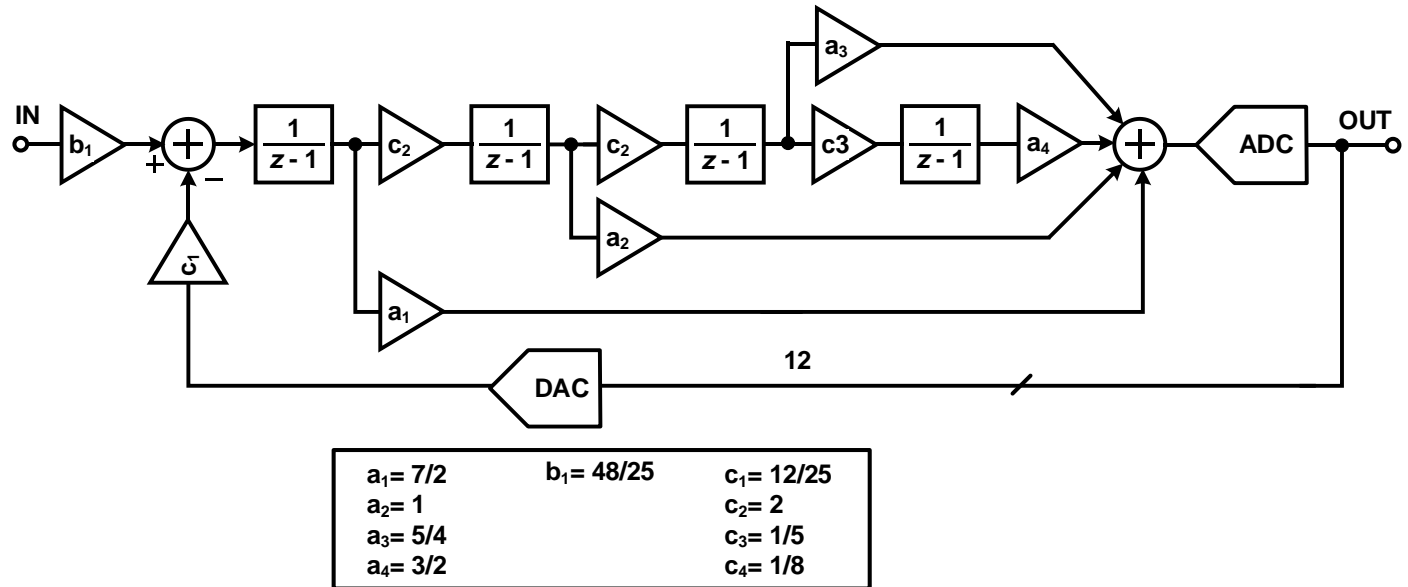 a₃
IN
b₁
+
−
1
z - 1
c₂
1
z - 1
c₂
1
z - 1
c3
1
z - 1
a₄
+
ADC
OUT
+
−
a₂
c₁
a₁
12
DAC
a₁= 7/2 b₁= 48/25 c₁= 12/25
a₂= 1 c₂= 2
a₃= 5/4 c₃= 1/5
a₄= 3/2 c₄= 1/8